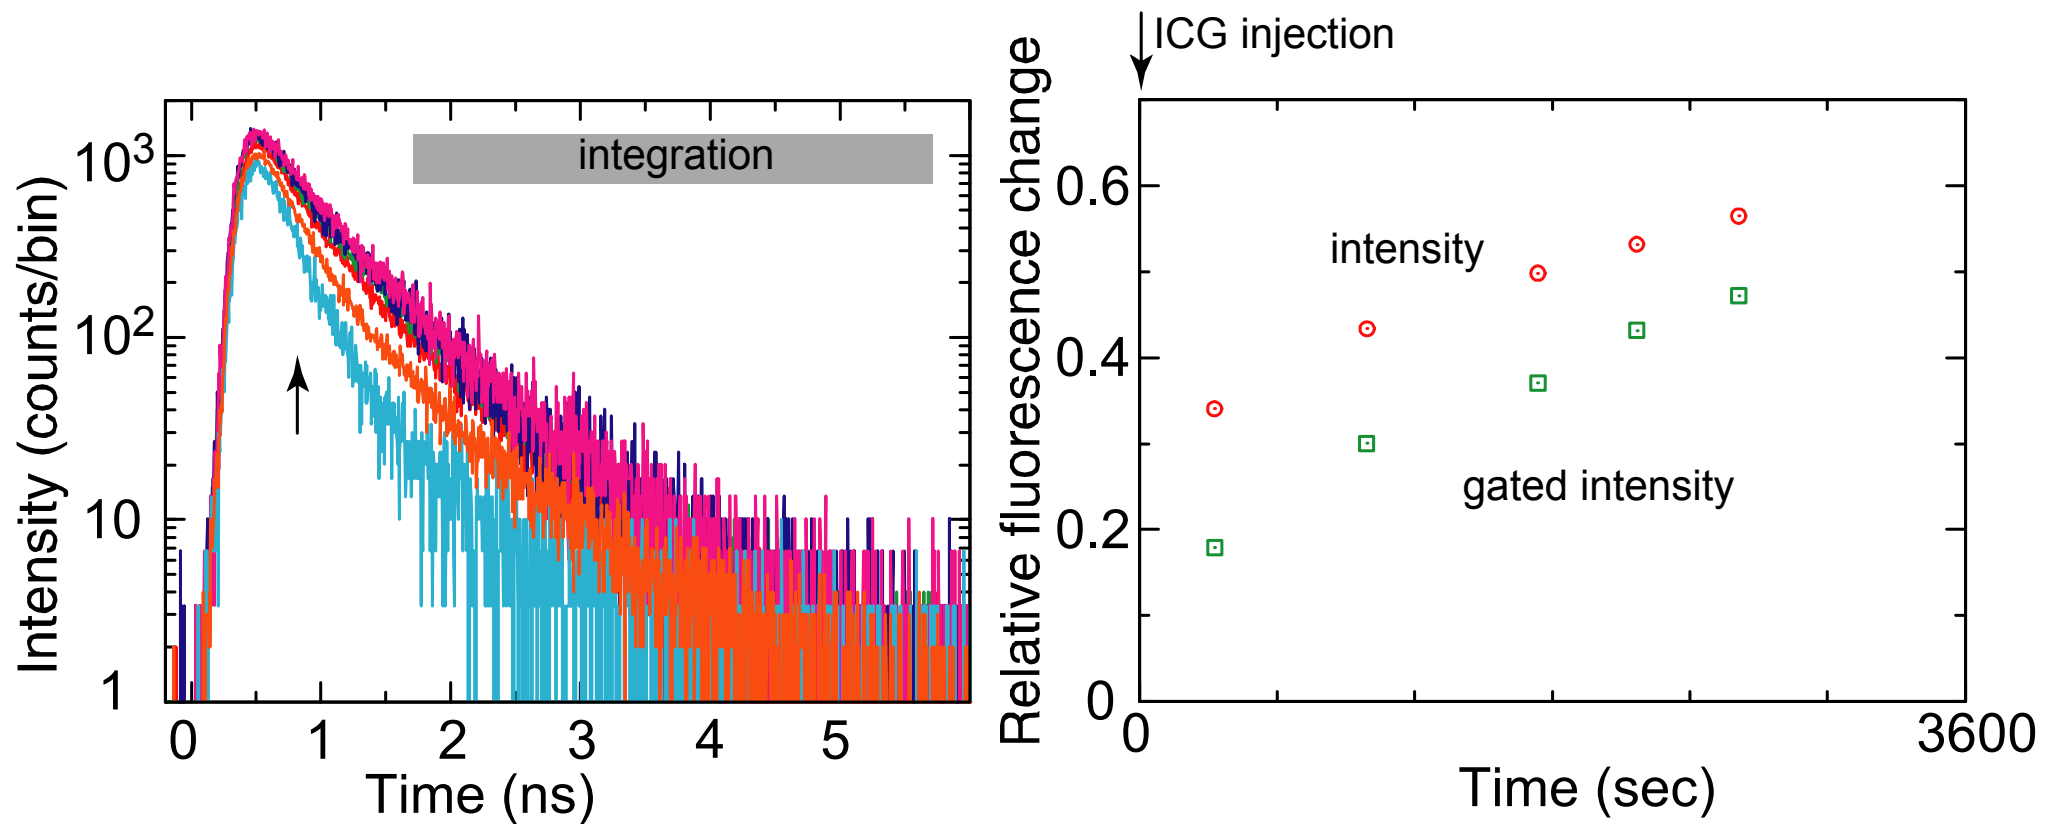 Intensity (counts/bin)
10³
10²
10
1
integration
0 1 2 3 4 5
Time (ns)
ICG injection
Relative fluorescence change
0.6
0.4
0.2
0
intensity
gated intensity
0 3600
Time (sec)